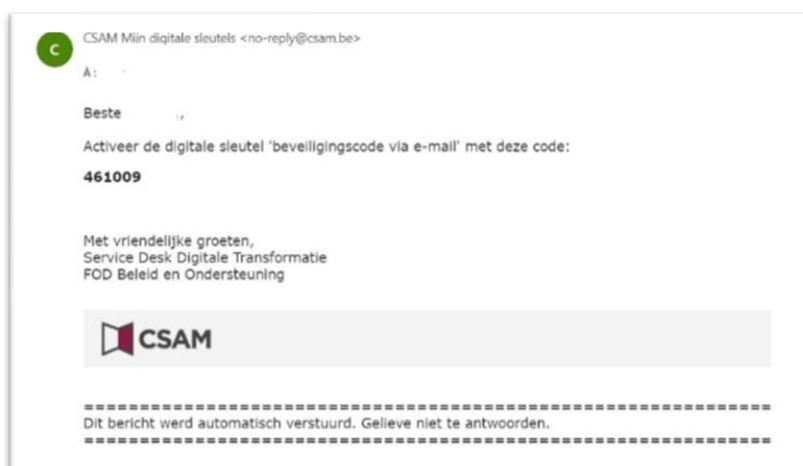 C
CSAM Mijn digitale sleutels <no-reply@csam.be>
À:
Beste ,
Activeer de digitale sleutel 'beveiligingscode via e-mail' met deze code:
461009
Met vriendelijke groeten,
Service Desk Digitale Transformatie
FOD Beleid en Ondersteuning
CSAM
=============================================================
Dit bericht werd automatisch verstuurd. Gelieve niet te antwoorden.
=============================================================